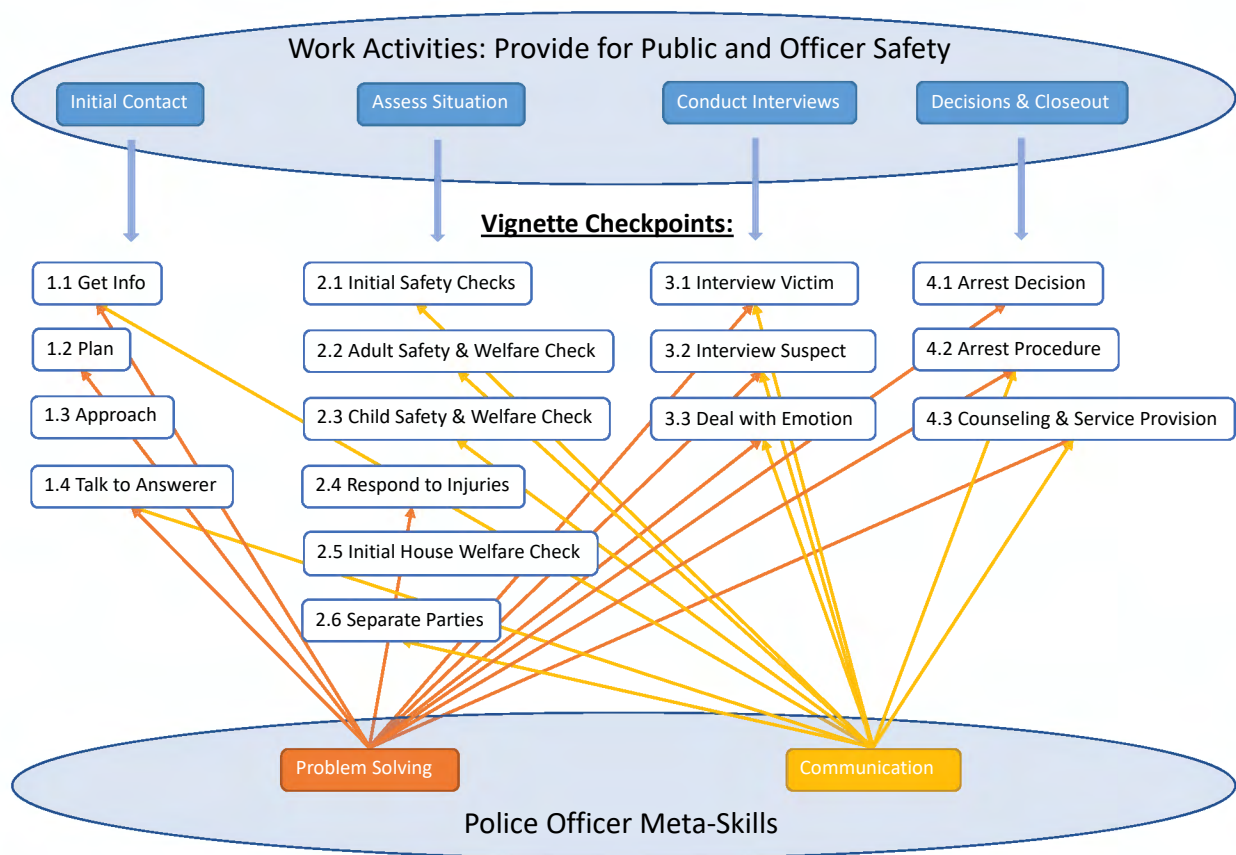 Work Activities: Provide for Public and Officer Safety
Initial Contact
Assess Situation
Conduct Interviews
Decisions & Closeout
Vignette Checkpoints:
1.1 Get Info
1.2 Plan
1.3 Approach
1.4 Talk to Answerer
2.1 Initial Safety Checks
2.2 Adult Safety & Welfare Check
2.3 Child Safety & Welfare Check
2.4 Respond to Injuries
2.5 Initial House Welfare Check
2.6 Separate Parties
3.1 Interview Victim
3.2 Interview Suspect
3.3 Deal with Emotion
4.1 Arrest Decision
4.2 Arrest Procedure
4.3 Counseling & Service Provision
Problem Solving
Communication
Police Officer Meta-Skills